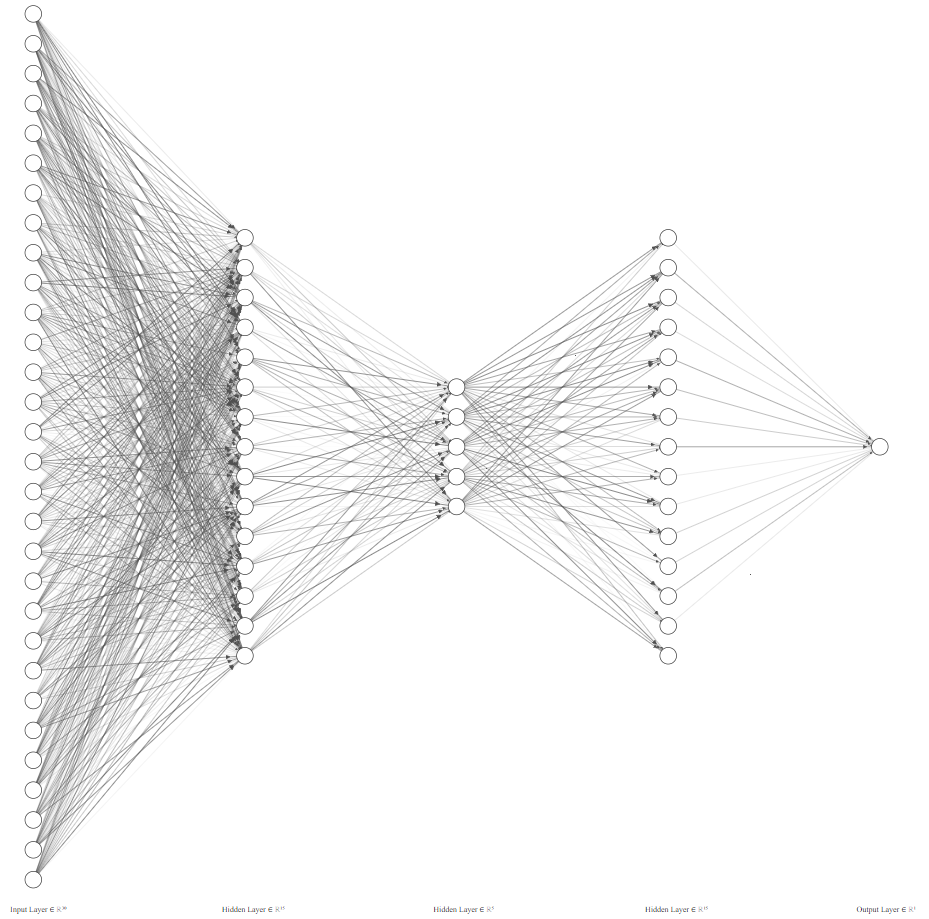 Input Layer ∈ ℝ³⁰
Hidden Layer ∈ ℝ¹⁵
Hidden Layer ∈ ℝ⁵
Hidden Layer ∈ ℝ¹⁵
Output Layer ∈ ℝ¹